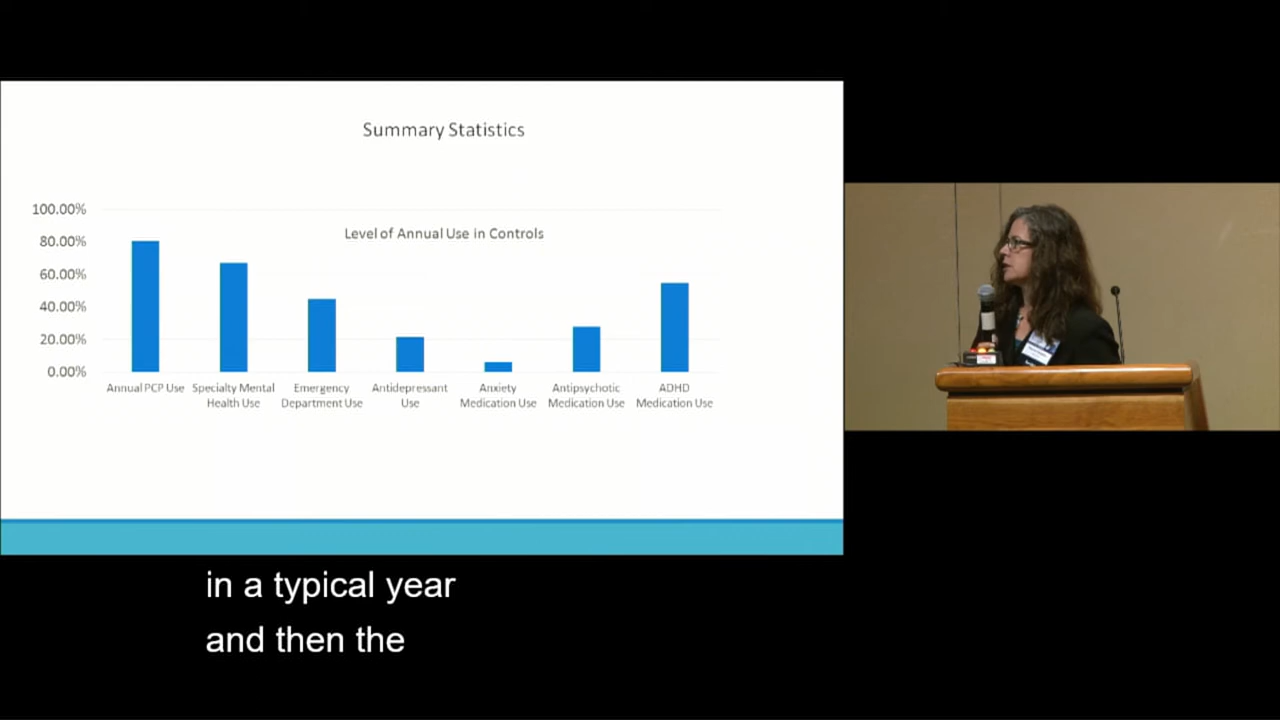 Summary Statistics
Level of Annual Use in Controls
100.00%
80.00%
60.00%
40.00%
20.00%
0.00%
Annual PCP Use
Specialty Mental
Health Use
Emergency
Department Use
Antidepressant
Use
Anxiety
Medication Use
Antipsychotic
Medication Use
ADHD
Medication Use
in a typical year
and then the